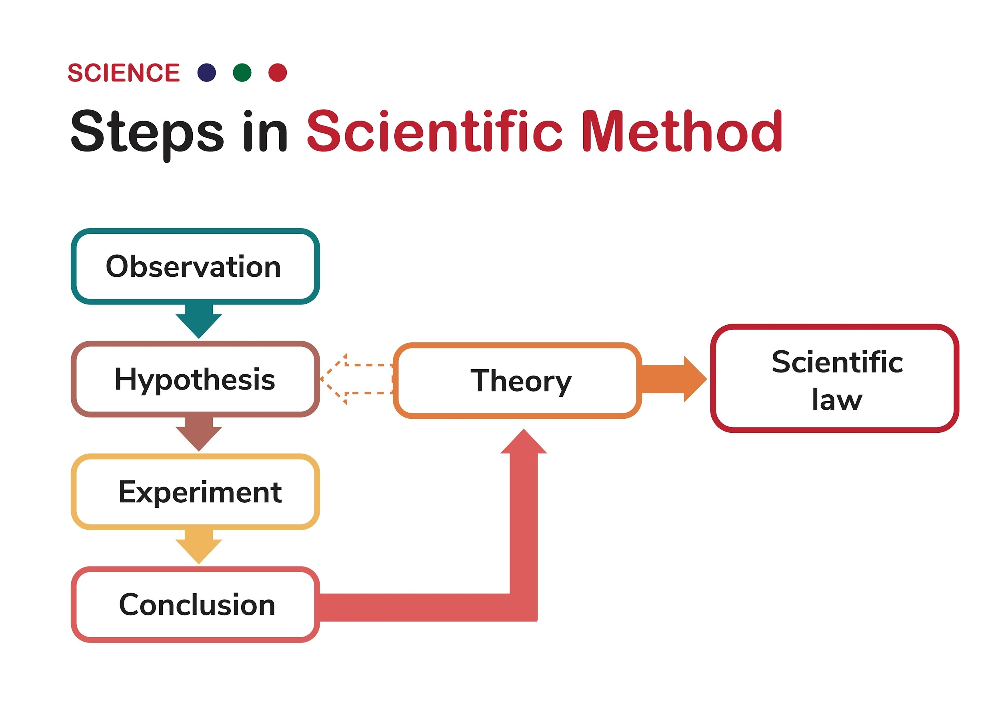 SCIENCE
Steps in Scientific Method
Observation
Hypothesis
Theory
Scientific
law
Experiment
Conclusion